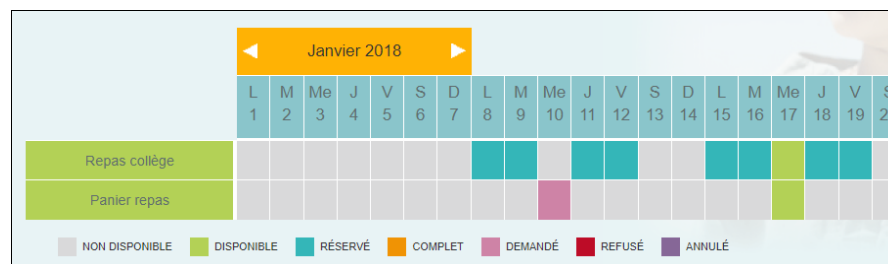 Janvier 2018
L M Me J V S D L M Me J V S D L M Me J V
1 2 3 4 5 6 7 8 9 10 11 12 13 14 15 16 17 18 19
Repas collège
Panier repas
NON DISPONIBLE DISPONIBLE RÉSERVÉ COMPLET DEMANDÉ REFUSÉ ANNULÉ